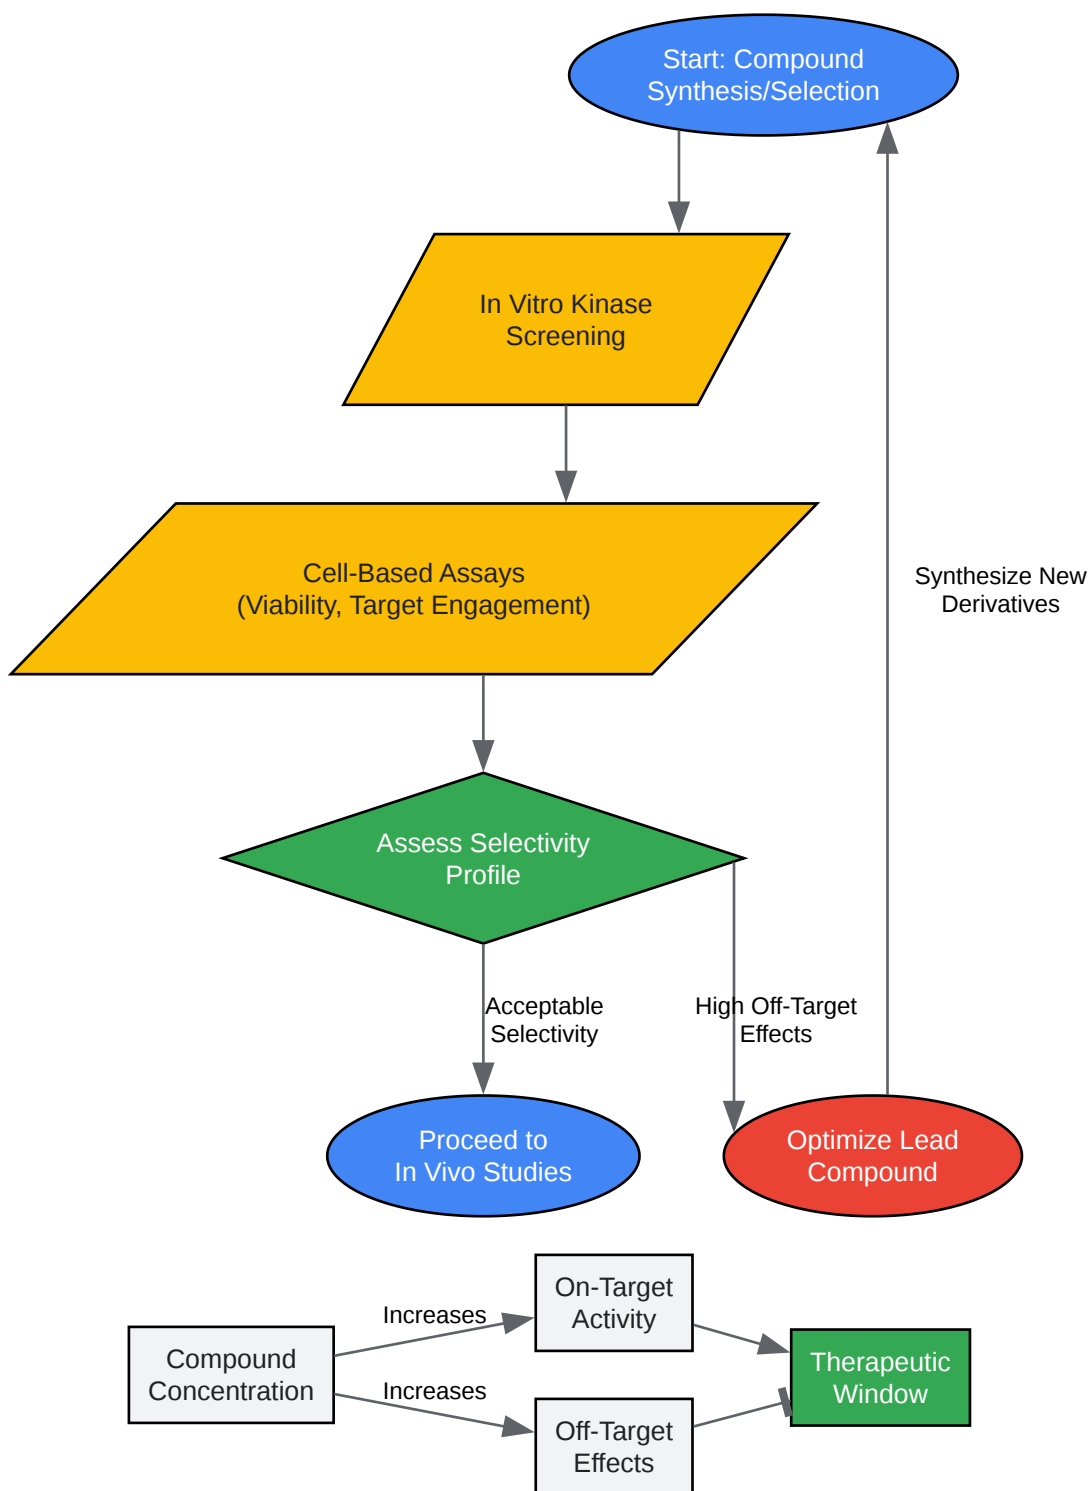 Start: Compound
Synthesis/Selection
In Vitro Kinase
Screening
Cell-Based Assays
(Viability, Target Engagement)
Synthesize New
Derivatives
Assess Selectivity
Profile
Acceptable
Selectivity
High Off-Target
Effects
Proceed to
In Vivo Studies
Optimize Lead
Compound
Compound
Concentration
Increases
Increases
On-Target
Activity
Off-Target
Effects
Therapeutic
Window